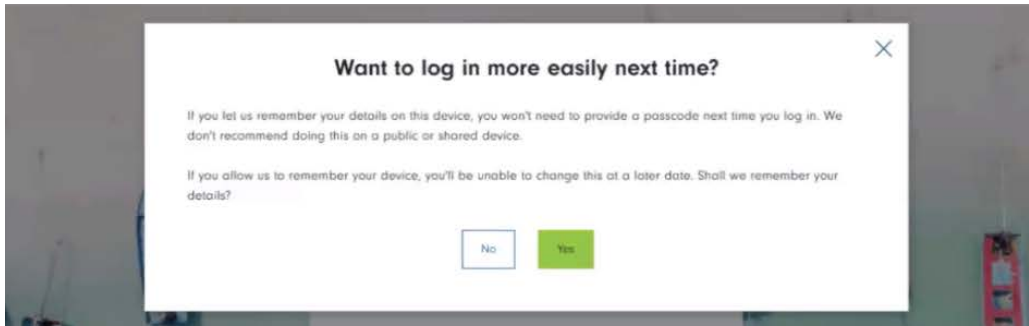 Want to log in more easily next time?
If you let us remember your details on this device, you won't need to provide a passcode next time you log in. We
don't recommend doing this on a public or shared device.
If you allow us to remember your device, you'll be unable to change this at a later date. Shall we remember your
details?
No
Yes